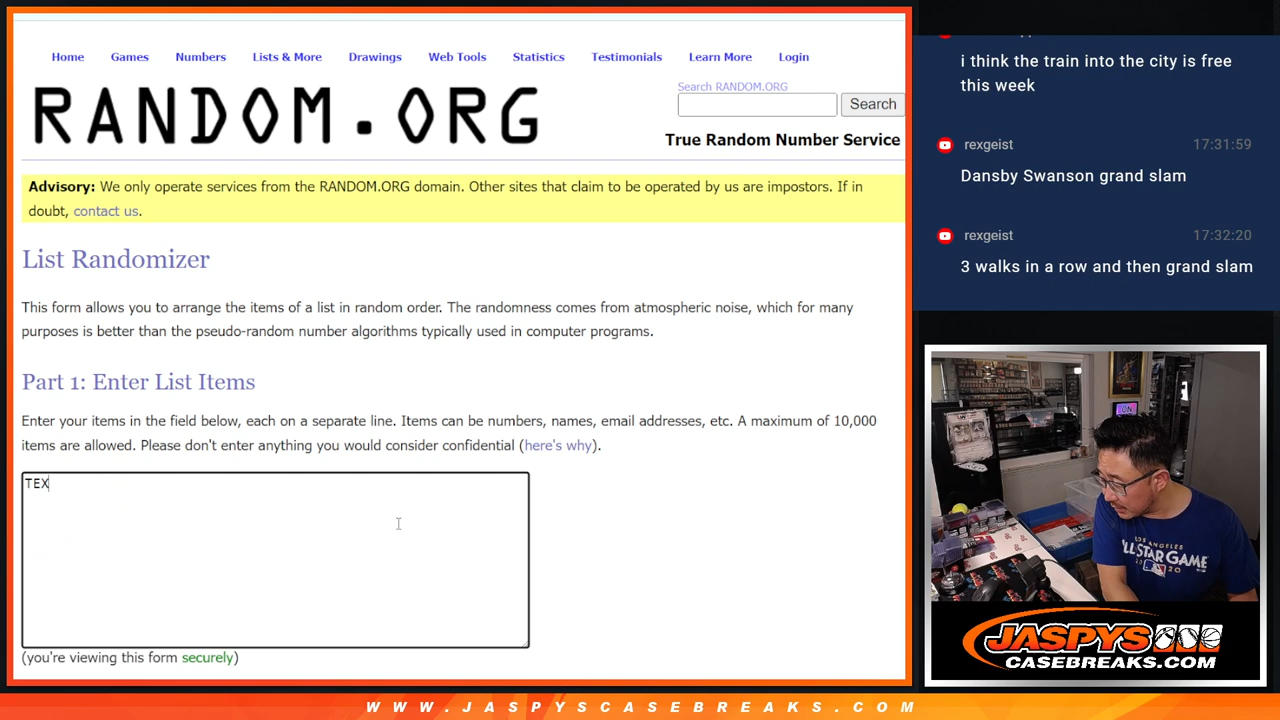 Home Games Numbers Lists & More Drawings Web Tools Statistics Testimonials Learn More Login
RANDOM.ORG
Search RANDOM.ORG
Search
True Random Number Service
Advisory: We only operate services from the RANDOM.ORG domain. Other sites that claim to be operated by us are impostors. If in
doubt, contact us.
List Randomizer
This form allows you to arrange the items of a list in random order. The randomness comes from atmospheric noise, which for many
purposes is better than the pseudo-random number algorithms typically used in computer programs.
Part 1: Enter List Items
Enter your items in the field below, each on a separate line. Items can be numbers, names, email addresses, etc. A maximum of 10,000
items are allowed. Please don't enter anything you would consider confidential (here's why).
TEX
(you're viewing this form securely)
i think the train into the city is free
this week
rexgeist 17:31:59
Dansby Swanson grand slam
rexgeist 17:32:20
3 walks in a row and then grand slam
LOS ANGELES
ALL STAR GAME
JASPYS
CASEBREAKS.COM
WWW.JASPYSCASEBREAKS.COM